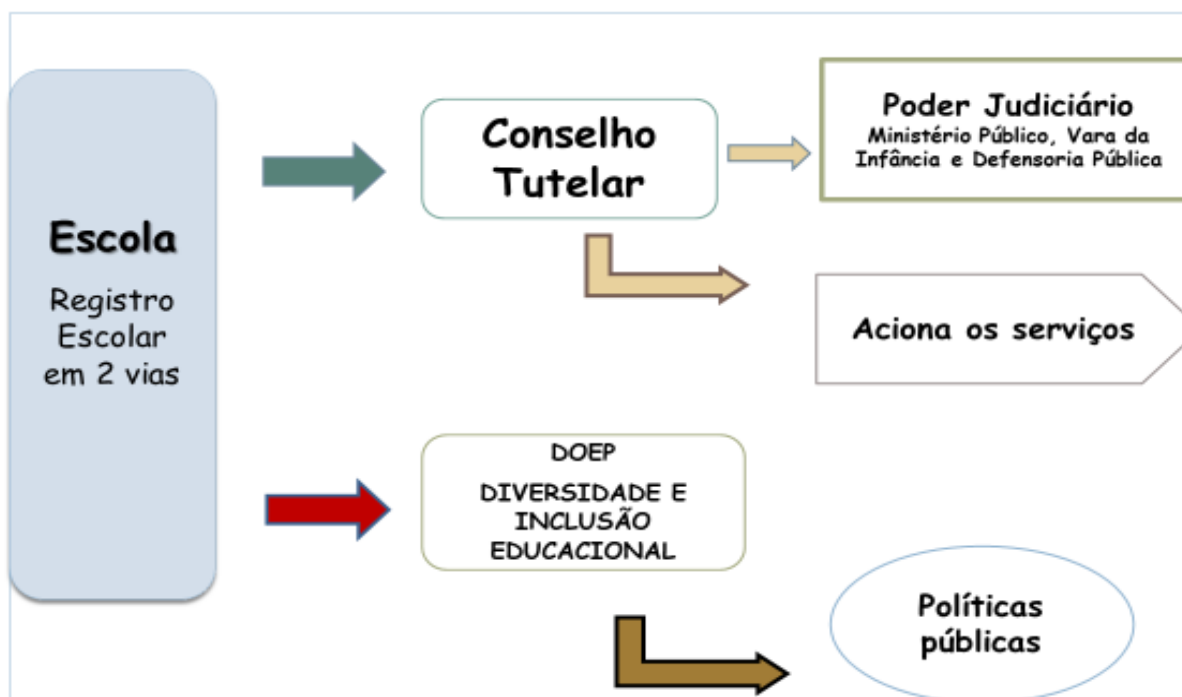 Escola
Registro
Escolar
em 2 vias
Conselho
Tutelar
Poder Judiciário
Ministério Público, Vara da
Infância e Defensoria Pública
Aciona os serviços
DOEP
DIVERSIDADE E
INCLUSÃO
EDUCACIONAL
Políticas
públicas